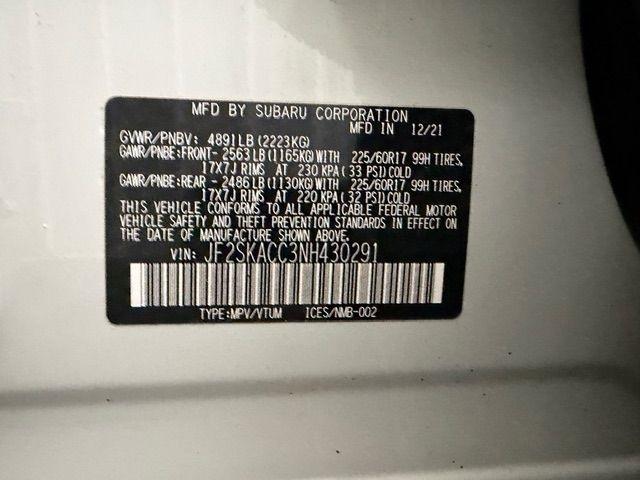 MFD BY SUBARU CORPORATION
GVWR/PNBV: 4891LB (2223KG) MFD IN 12/21
GAWR/PNBE:FRONT- 2563LB (1165KG) WITH 225/60R17 99H TIRES,
17X7J RIMS AT 230 KPA ( 33 PSI) COLD
GAWR/PNBE:REAR - 2486LB (1130KG) WITH 225/60R17 99H TIRES,
17X7J RIMS AT 220 KPA ( 32 PSI) COLD
THIS VEHICLE CONFORMS TO ALL APPLICABLE FEDERAL MOTOR
VEHICLE SAFETY AND THEFT PREVENTION STANDARDS IN EFFECT ON
THE DATE OF MANUFACTURE SHOWN ABOVE.
VIN: JF2SKACC3NH430291
TYPE:MPV/VTUM ICES/NMB-002